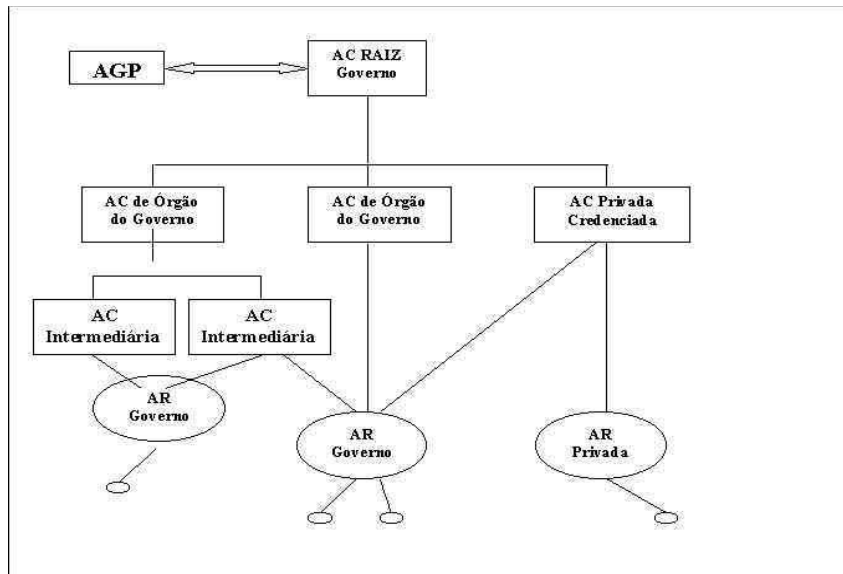 AGP
AC RAIZ
Governo
AC de Órgão
do Governo
AC de Órgão
do Governo
AC Privada
Credenciada
AC
Intermediária
AC
Intermediária
AR
Governo
AR
Governo
AR
Privada